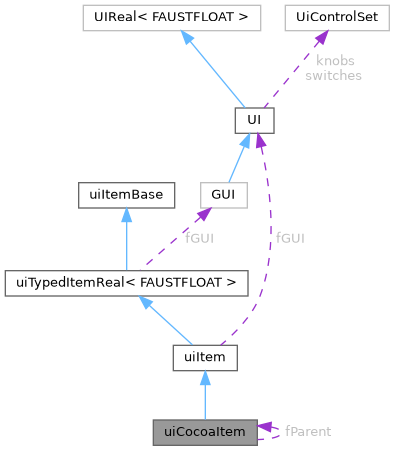 UIReal< FAUSTFLOAT >
UiControlSet
knobs
switches
UI
uiItemBase
GUI
fGUI
fGUI
uiTypedItemReal< FAUSTFLOAT >
uiItem
uiCocoaItem
fParent